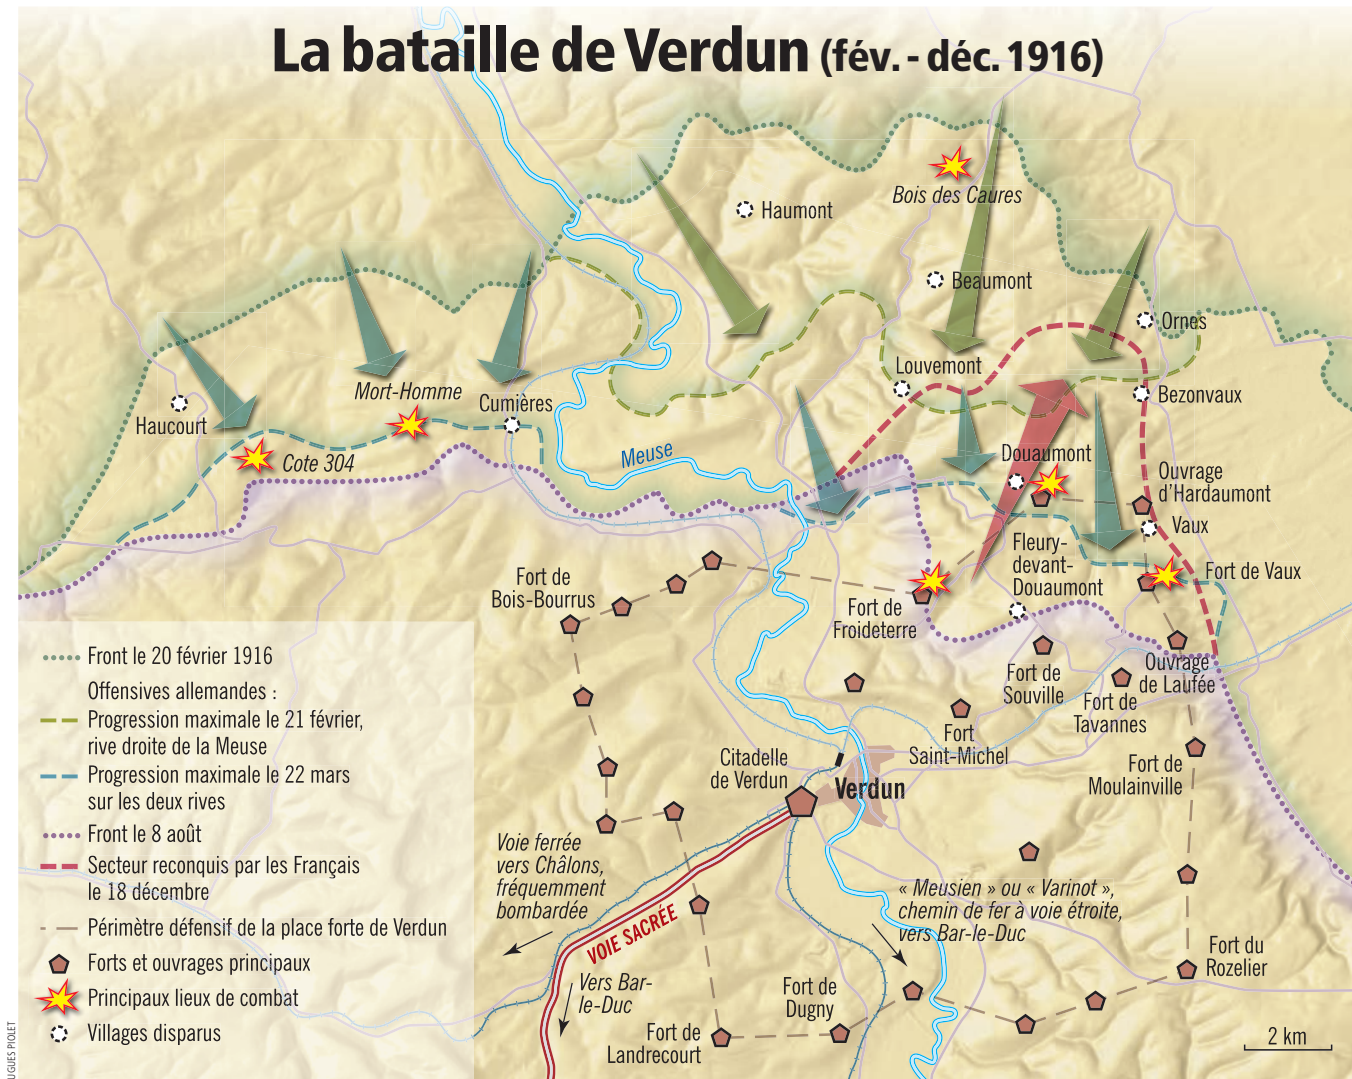 La bataille de Verdun (fév. - déc. 1916)
Bois des Caures
Haumont
Beaumont
Ornes
Louvemont
Mort-Homme
Cumières
Bezonvaux
Haucourt
Cote 304
Meuse
Douaumont
Ouvrage
d'Hardaumont
Vaux
Fleury-
devant-
Douaumont
Fort de Vaux
Fort de
Bois-Bourrus
Fort de
Froideterre
Fort de
Souville
Ouvrage
de Laufée
Fort de
Tavannes
Fort
Saint-Michel
Fort de
Moulainville
Citadelle
de Verdun
Verdun
Voie ferrée
vers Châlons,
fréquemment
bombardée
VOIE SACRÉE
« Meusien » ou « Varinot »,
chemin de fer à voie étroite,
vers Bar-le-Duc
Vers Bar-
le-Duc
Fort du
Rozelier
Fort de
Dugny
Fort de
Landrecourt
2 km
Front le 20 février 1916
Offensives allemandes :
Progression maximale le 21 février,
rive droite de la Meuse
Progression maximale le 22 mars
sur les deux rives
Front le 8 août
Secteur reconquis par les Français
le 18 décembre
Périmètre défensif de la place forte de Verdun
Forts et ouvrages principaux
Principaux lieux de combat
Villages disparus
UGUES PIOLET